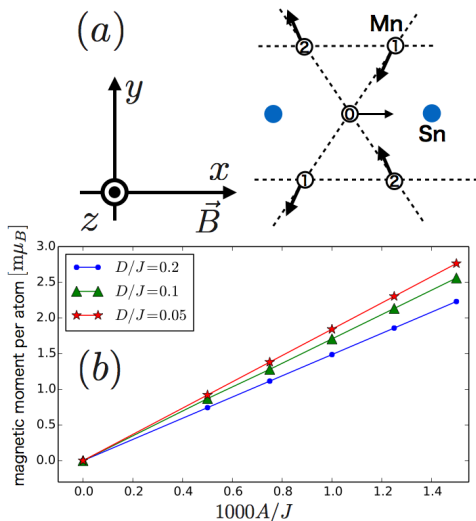 (a)
y
x
z
B⃗
Mn
2 1
0
Sn
1 2
magnetic moment per atom [mμ_B]
3.0
2.5
2.0
1.5
1.0
0.5
0.0
D/J=0.2
D/J=0.1
D/J=0.05
(b)
0.0 0.2 0.4 0.6 0.8 1.0 1.2 1.4
1000A/J